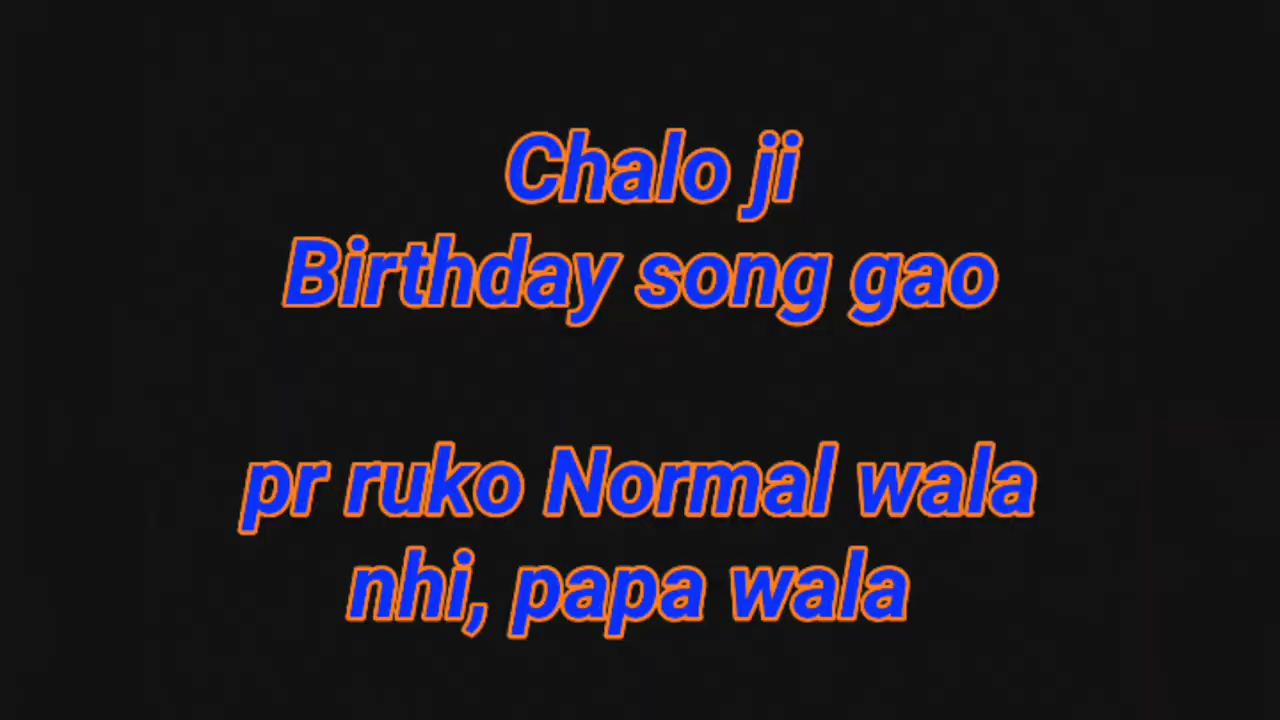 Chalo ji
Birthday song gao
pr ruko Normal wala
nhi, papa wala